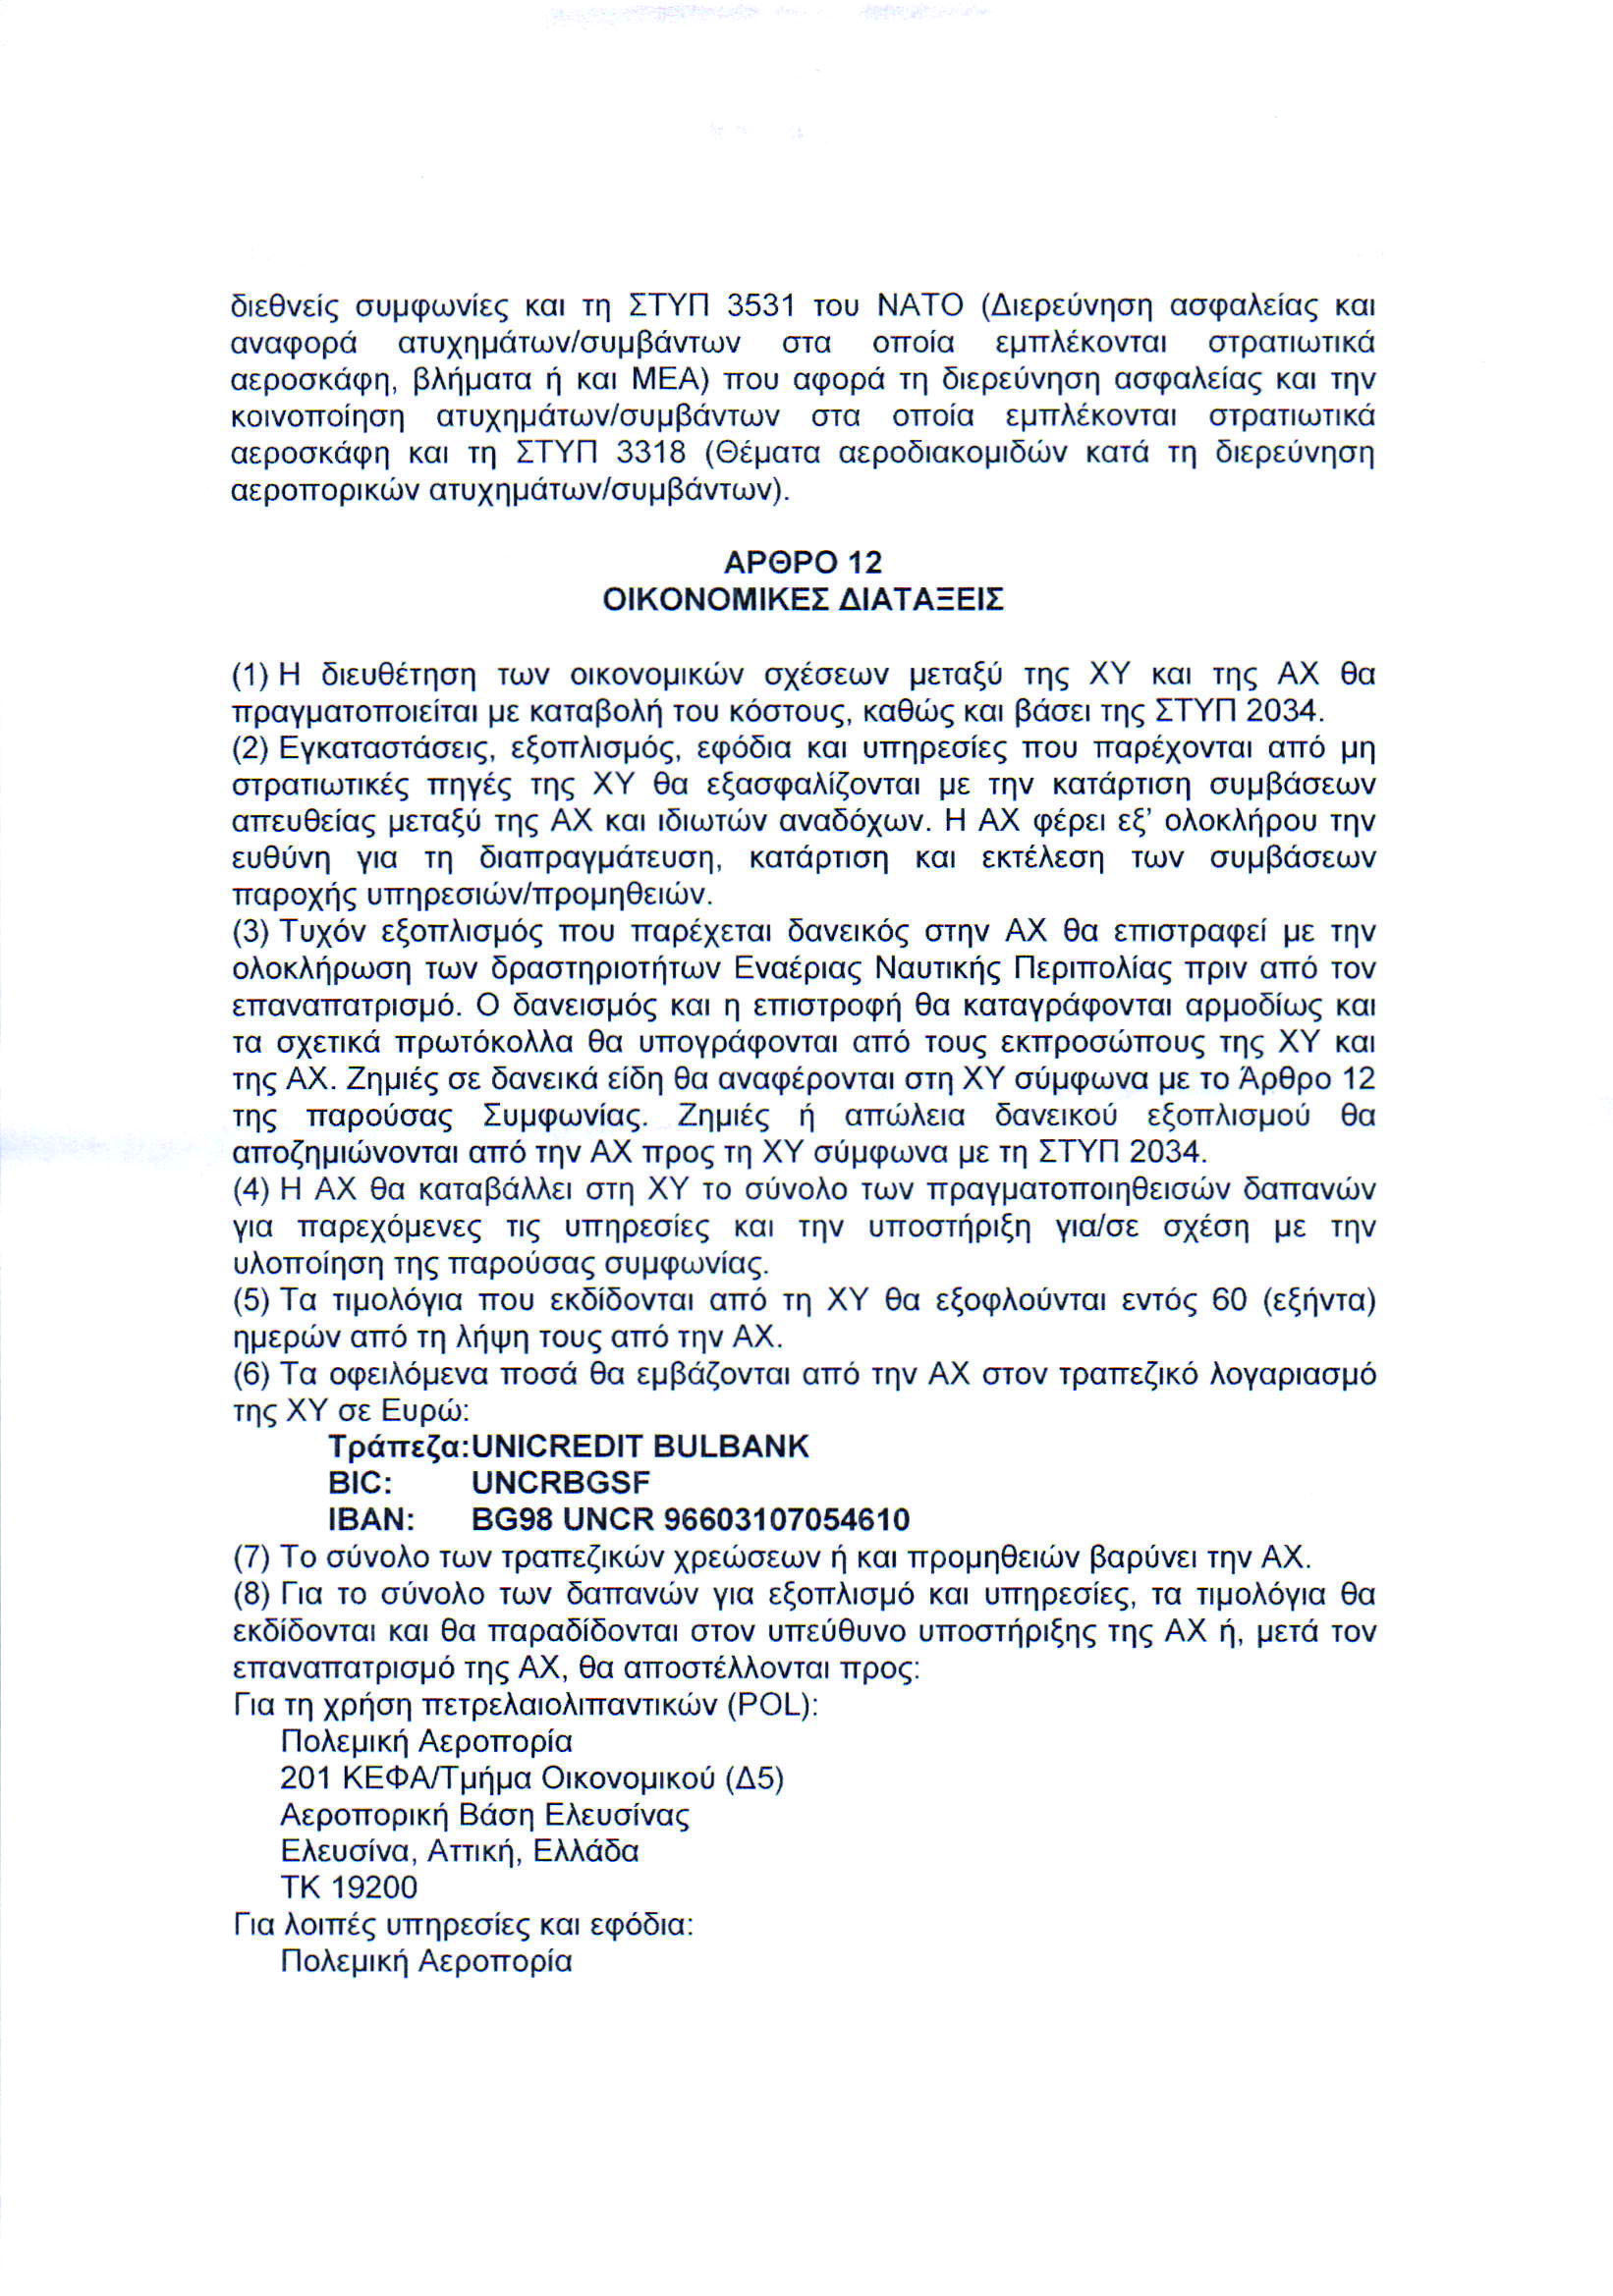 διεθνείς συμφωνίες και τη ΣΤΥΠ 3531 του ΝΑΤΟ (Διερεύνηση ασφαλείας και
αναφορά ατυχημάτων/συμβάντων στα οποία εμπλέκονται στρατιωτικά
αεροσκάφη, βλήματα ή και ΜΕΑ) που αφορά τη διερεύνηση ασφαλείας και την
κοινοποίηση ατυχημάτων/συμβάντων στα οποία εμπλέκονται στρατιωτικά
αεροσκάφη και τη ΣΤΥΠ 3318 (Θέματα αεροδιακομιδών κατά τη διερεύνηση
αεροπορικών ατυχημάτων/συμβάντων).
ΑΡΘΡΟ 12
ΟΙΚΟΝΟΜΙΚΕΣ ΔΙΑΤΑΞΕΙΣ
(1) Η διευθέτηση των οικονομικών σχέσεων μεταξύ της ΧΥ και της ΑΧ θα
πραγματοποιείται με καταβολή του κόστους, καθώς και βάσει της ΣΤΥΠ 2034.
(2) Εγκαταστάσεις, εξοπλισμός, εφόδια και υπηρεσίες που παρέχονται από μη
στρατιωτικές πηγές της ΧΥ θα εξασφαλίζονται με την κατάρτιση συμβάσεων
απευθείας μεταξύ της ΑΧ και ιδιωτών αναδόχων. Η ΑΧ φέρει εξ’ ολοκλήρου την
ευθύνη για τη διαπραγμάτευση, κατάρτιση και εκτέλεση των συμβάσεων
παροχής υπηρεσιών/προμηθειών.
(3) Τυχόν εξοπλισμός που παρέχεται δανεικός στην ΑΧ θα επιστραφεί με την
ολοκλήρωση των δραστηριοτήτων Εναέριας Ναυτικής Περιπολίας πριν από τον
επαναπατρισμό. Ο δανεισμός και η επιστροφή θα καταγράφονται αρμοδίως και
τα σχετικά πρωτόκολλα θα υπογράφονται από τους εκπροσώπους της ΧΥ και
της ΑΧ. Ζημιές σε δανεικά είδη θα αναφέρονται στη ΧΥ σύμφωνα με το Άρθρο 12
της παρούσας Συμφωνίας. Ζημιές ή απώλεια δανεικού εξοπλισμού θα
αποζημιώνονται από την ΑΧ προς τη ΧΥ σύμφωνα με τη ΣΤΥΠ 2034.
(4) Η ΑΧ θα καταβάλλει στη ΧΥ το σύνολο των πραγματοποιηθεισών δαπανών
για παρεχόμενες τις υπηρεσίες και την υποστήριξη για/σε σχέση με την
υλοποίηση της παρούσας συμφωνίας.
(5) Τα τιμολόγια που εκδίδονται από τη ΧΥ θα εξοφλούνται εντός 60 (εξήντα)
ημερών από τη λήψη τους από την ΑΧ.
(6) Τα οφειλόμενα ποσά θα εμβάζονται από την ΑΧ στον τραπεζικό λογαριασμό
της ΧΥ σε Ευρώ:
Τράπεζα:UNICREDIT BULBANK
BIC: UNCRBGSF
IBAN: BG98 UNCR 96603107054610
(7) Το σύνολο των τραπεζικών χρεώσεων ή και προμηθειών βαρύνει την ΑΧ.
(8) Για το σύνολο των δαπανών για εξοπλισμό και υπηρεσίες, τα τιμολόγια θα
εκδίδονται και θα παραδίδονται στον υπεύθυνο υποστήριξης της ΑΧ ή, μετά τον
επαναπατρισμό της ΑΧ, θα αποστέλλονται προς:
Για τη χρήση πετρελαιολιπαντικών (POL):
Πολεμική Αεροπορία
201 ΚΕΦΑ/Τμήμα Οικονομικού (Δ5)
Αεροπορική Βάση Ελευσίνας
Ελευσίνα, Αττική, Ελλάδα
ΤΚ 19200
Για λοιπές υπηρεσίες και εφόδια:
Πολεμική Αεροπορία